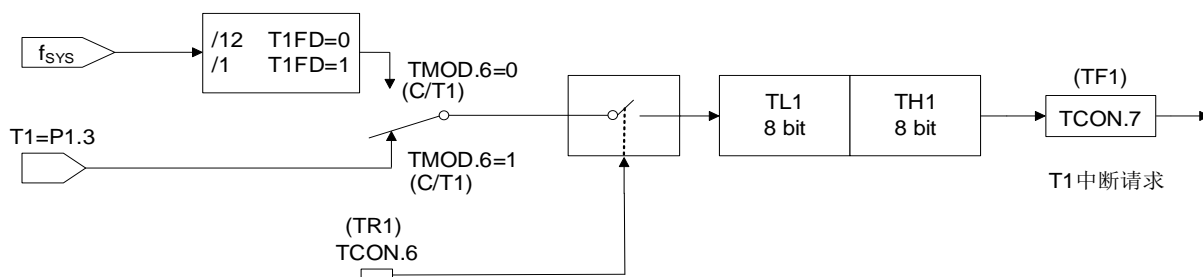 f_SYS
/12 T1FD=0
/1 T1FD=1
TMOD.6=0
(C/T1)
T1=P1.3
TMOD.6=1
(C/T1)
(TR1)
TCON.6
TL1
8 bit
TH1
8 bit
(TF1)
TCON.7
T1中断请求